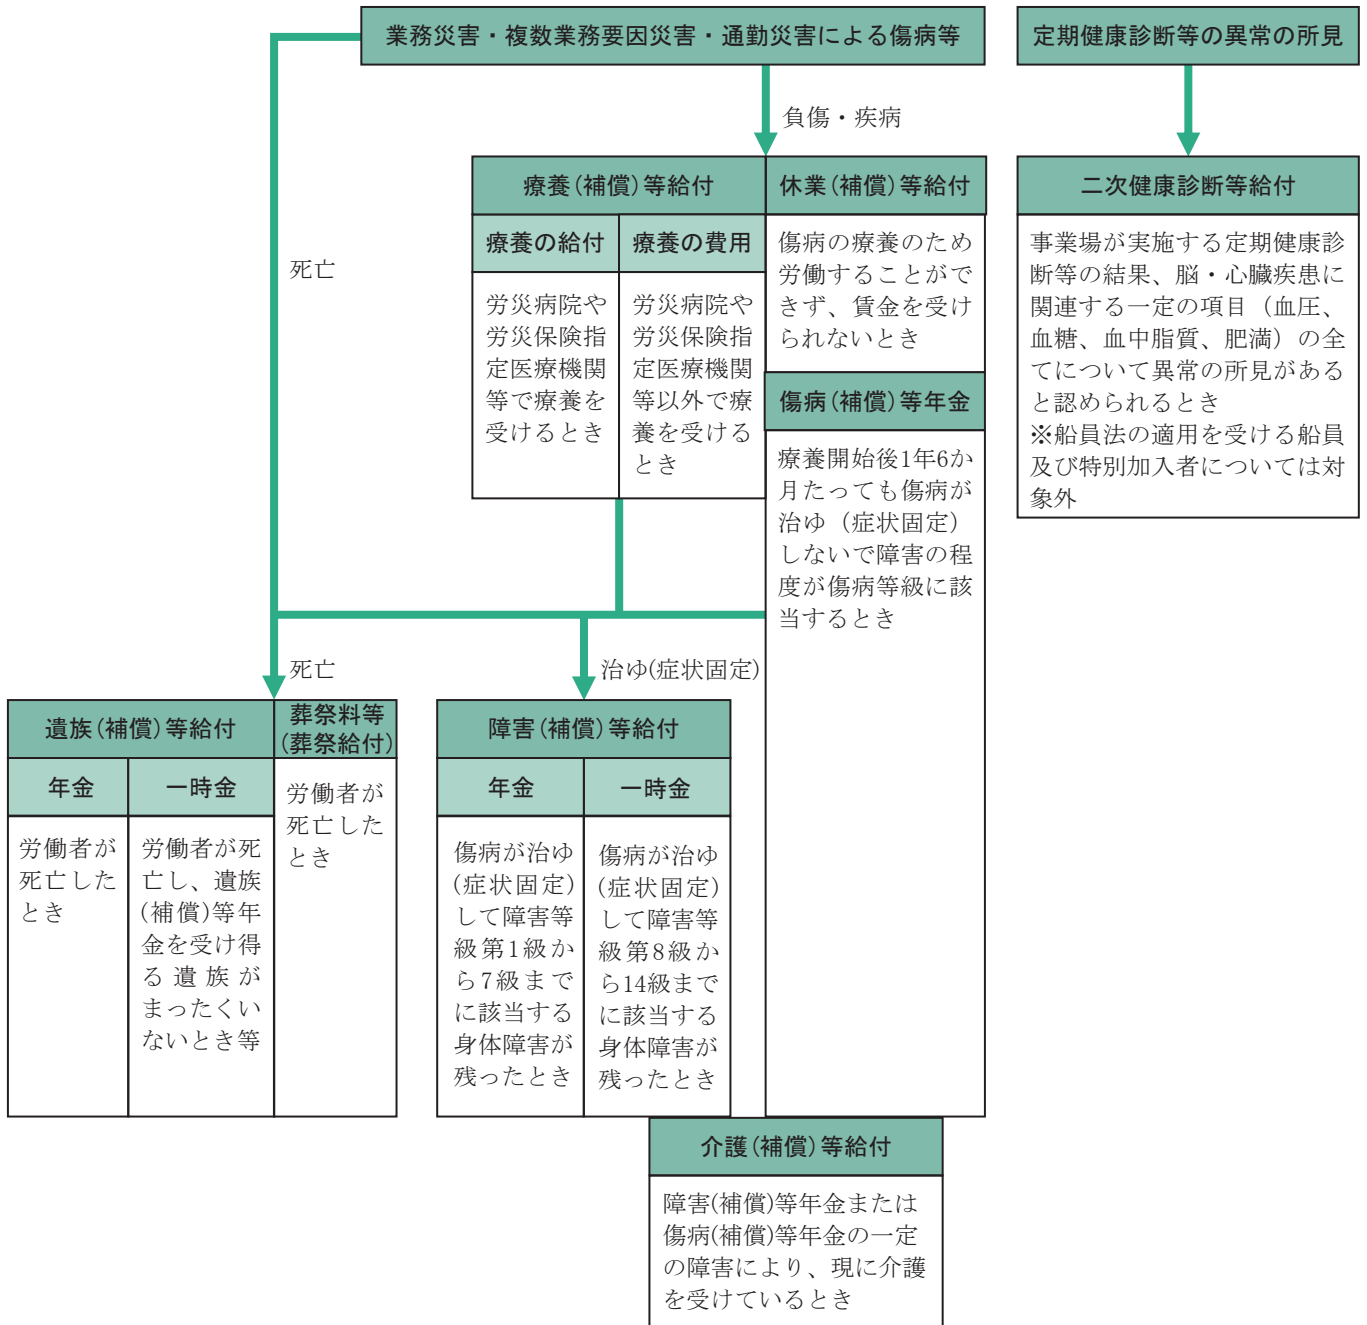 業務災害・複数業務要因災害・通勤災害による傷病等
定期健康診断等の異常の所見
負傷・疾病
死亡
療養(補償)等給付
療養の給付
労災病院や
労災保険指
定医療機関
等で療養を
受けるとき
療養の費用
労災病院や
労災保険指
定医療機関
等以外で療
養を受ける
とき
休業(補償)等給付
傷病の療養のため
労働することがで
きず、賃金を受け
られないとき
傷病(補償)等年金
療養開始後1年6か
月たっても傷病が
治ゆ（症状固定）
しないで障害の程
度が傷病等級に該
当するとき
二次健康診断等給付
事業場が実施する定期健康診
断等の結果、脳・心臓疾患に
関連する一定の項目（血圧、
血糖、血中脂質、肥満）の全
てについて異常の所見がある
と認められるとき
※船員法の適用を受ける船員
及び特別加入者については対
象外
死亡
治ゆ(症状固定)
遺族(補償)等給付
年金
労働者が
死亡した
とき
一時金
労働者が死
亡し、遺族
(補償)等年
金を受け得
る遺族が
まったくい
ないとき等
葬祭料等
(葬祭給付)
労働者が
死亡した
とき
障害(補償)等給付
年金
傷病が治ゆ
(症状固定)
して障害等
級第1級か
ら7級まで
に該当する
身体障害が
残ったとき
一時金
傷病が治ゆ
(症状固定)
して障害等
級第8級か
ら14級まで
に該当する
身体障害が
残ったとき
介護(補償)等給付
障害(補償)等年金または
傷病(補償)等年金の一定
の障害により、現に介護
を受けているとき